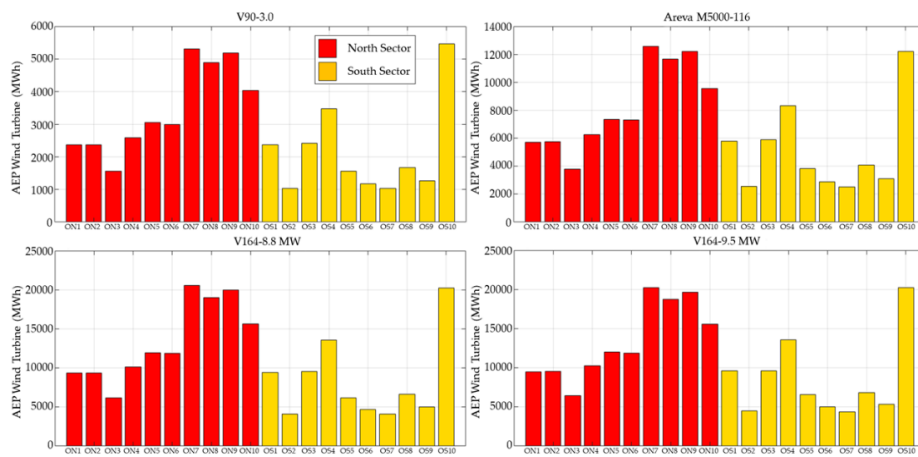 V90-3.0
AEP Wind Turbine (MWh)
6000
5000
4000
3000
2000
1000
0
North Sector
South Sector
ON1 ON2 ON3 ON4 ON5 ON6 ON7 ON8 ON9 ON10 OS1 OS2 OS3 OS4 OS5 OS6 OS7 OS8 OS9 OS10
Areva M5000-116
AEP Wind Turbine (MWh)
14000
12000
10000
8000
6000
4000
2000
0
ON1 ON2 ON3 ON4 ON5 ON6 ON7 ON8 ON9 ON10 OS1 OS2 OS3 OS4 OS5 OS6 OS7 OS8 OS9 OS10
V164-8.8 MW
AEP Wind Turbine (MWh)
25000
20000
15000
10000
5000
0
ON1 ON2 ON3 ON4 ON5 ON6 ON7 ON8 ON9 ON10 OS1 OS2 OS3 OS4 OS5 OS6 OS7 OS8 OS9 OS10
V164-9.5 MW
AEP Wind Turbine (MWh)
25000
20000
15000
10000
5000
0
ON1 ON2 ON3 ON4 ON5 ON6 ON7 ON8 ON9 ON10 OS1 OS2 OS3 OS4 OS5 OS6 OS7 OS8 OS9 OS10